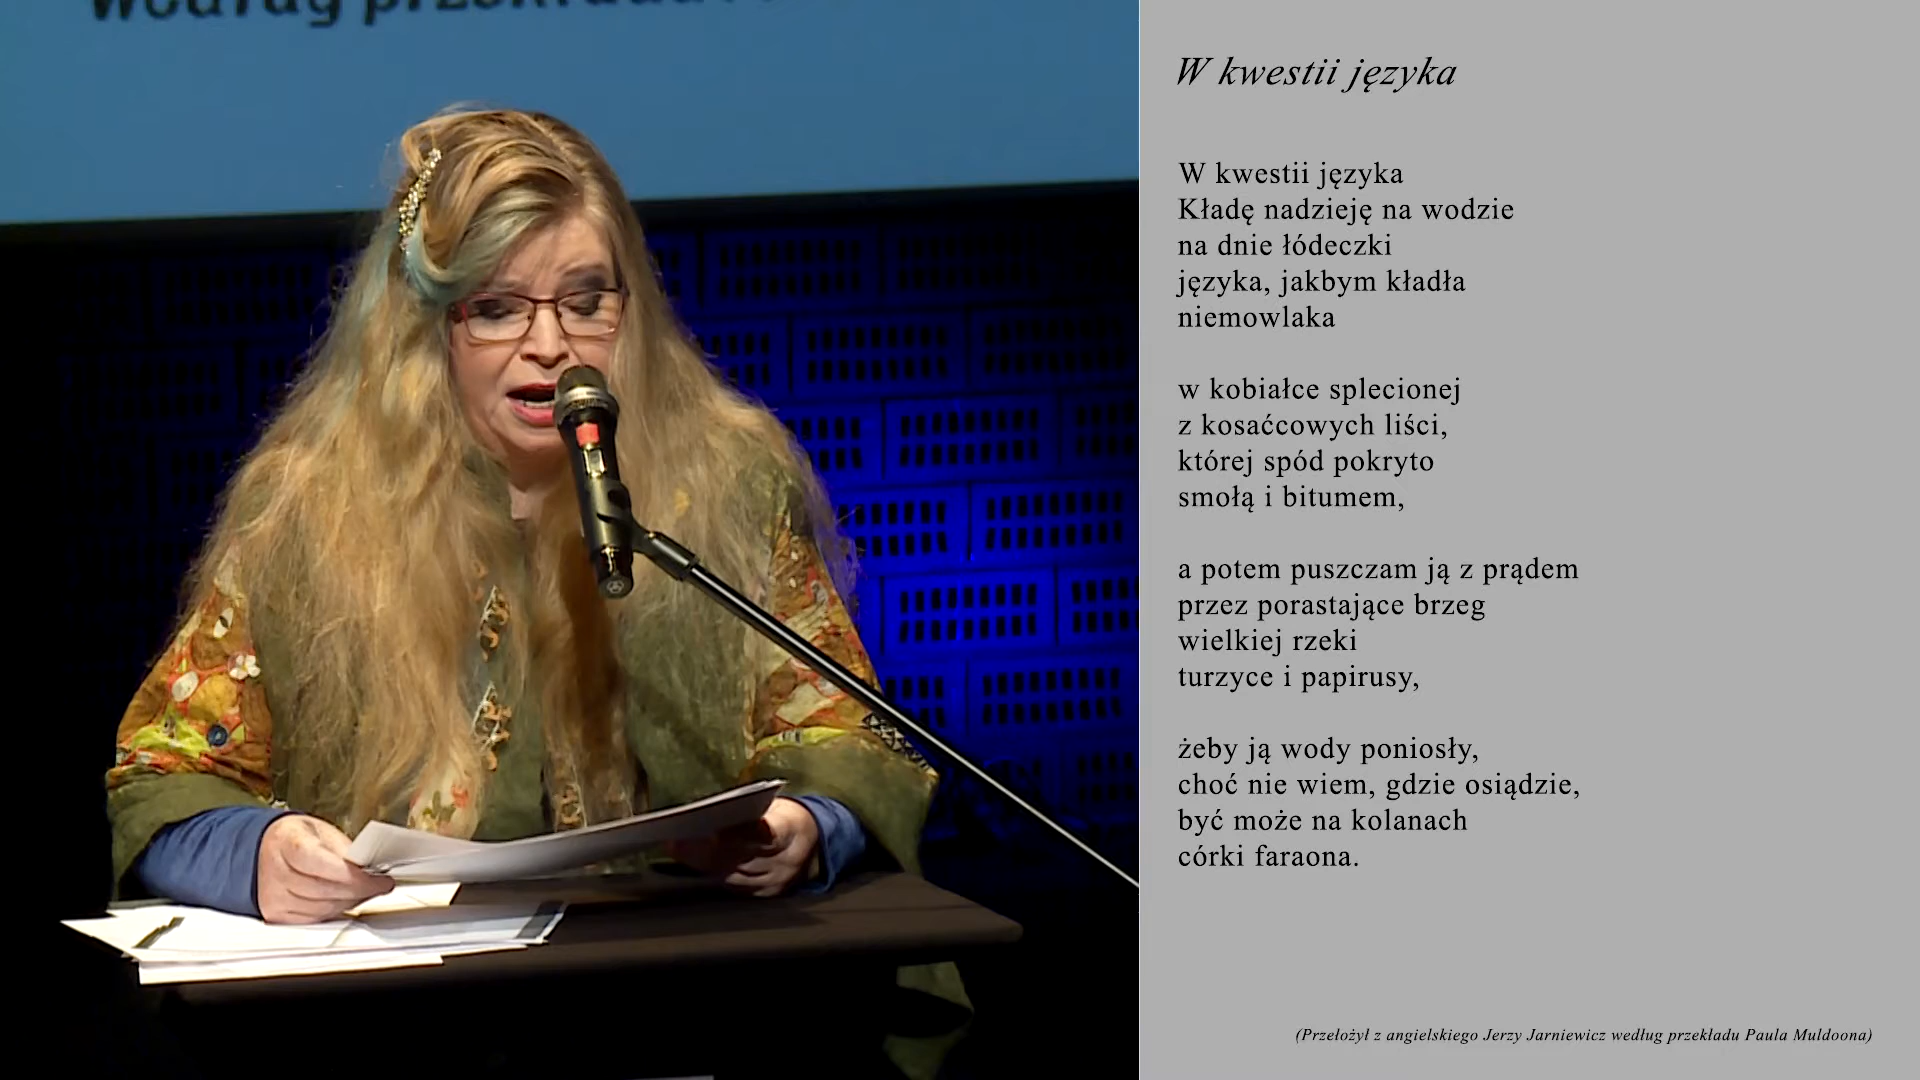 W kwestii języka
W kwestii języka
Kładę nadzieję na wodzie
na dnie łódeczki
języka, jakbym kładła
niemowlaka
w kobiałce splecionej
z kosaćcowych liści,
której spód pokryto
smołą i bitumem,
a potem puszczam ją z prądem
przez porastające brzeg
wielkiej rzeki
turzyce i papirusy,
żeby ją wody poniosły,
choć nie wiem, gdzie osiądzie,
być może na kolanach
córki faraona.
(Przełożył z angielskiego Jerzy Jarniewicz według przekładu Paula Muldoona)